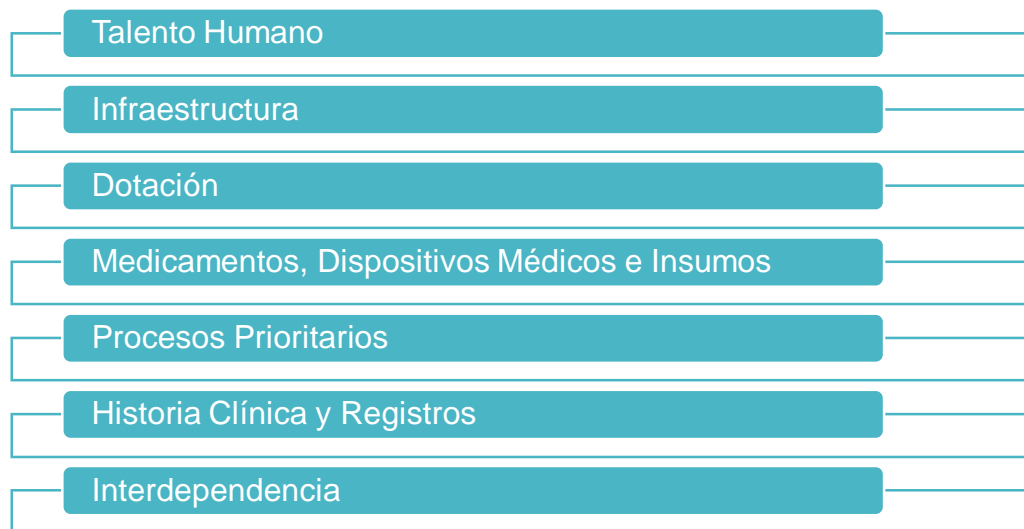 Talento Humano
Infraestructura
Dotación
Medicamentos, Dispositivos Médicos e Insumos
Procesos Prioritarios
Historia Clínica y Registros
Interdependencia